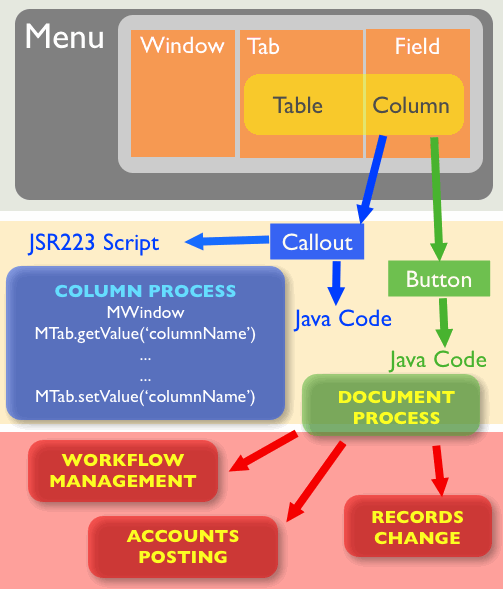 Menu
Window
Tab
Field
Table
Column
JSR223 Script
Callout
Button
COLUMN PROCESS
MWindow
MTab.getValue(‘columnName’)
...
...
MTab.setValue(‘columnName’)
Java Code
Java Code
DOCUMENT
PROCESS
WORKFLOW
MANAGEMENT
ACCOUNTS
POSTING
RECORDS
CHANGE